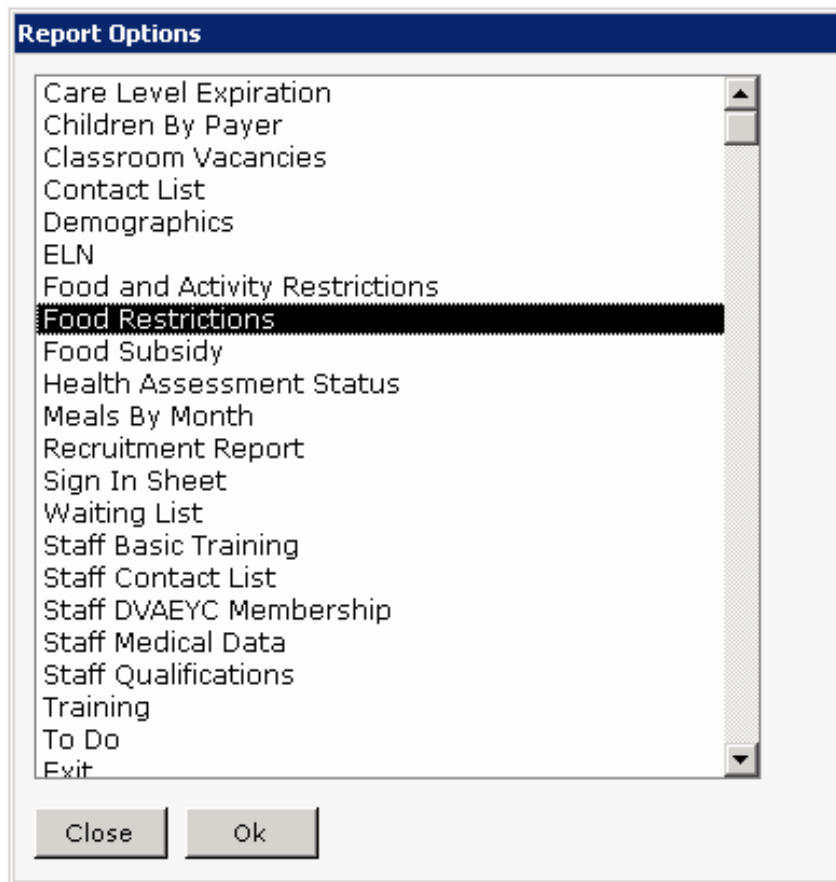 Report Options
Care Level Expiration
Children By Payer
Classroom Vacancies
Contact List
Demographics
ELN
Food and Activity Restrictions
Food Restrictions
Food Subsidy
Health Assessment Status
Meals By Month
Recruitment Report
Sign In Sheet
Waiting List
Staff Basic Training
Staff Contact List
Staff DVAEYC Membership
Staff Medical Data
Staff Qualifications
Training
To Do
Exit
Close Ok